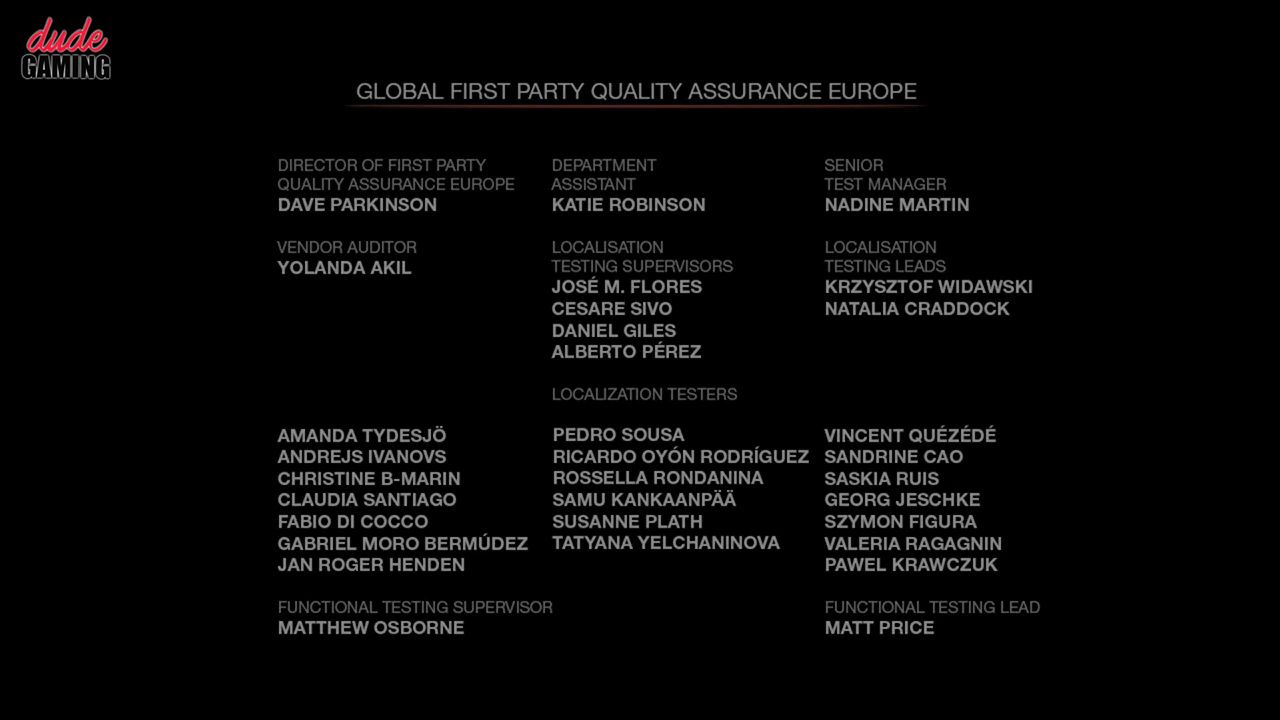 dude
GAMING
GLOBAL FIRST PARTY QUALITY ASSURANCE EUROPE
DIRECTOR OF FIRST PARTY
QUALITY ASSURANCE EUROPE
DAVE PARKINSON
DEPARTMENT
ASSISTANT
KATIE ROBINSON
SENIOR
TEST MANAGER
NADINE MARTIN
VENDOR AUDITOR
YOLANDA AKIL
LOCALISATION
TESTING SUPERVISORS
JOSÉ M. FLORES
CESARE SIVO
DANIEL GILES
ALBERTO PÉREZ
LOCALISATION
TESTING LEADS
KRZYSZTOF WIDAWSKI
NATALIA CRADDOCK
LOCALIZATION TESTERS
AMANDA TYDESJÖ
ANDREJS IVANOVS
CHRISTINE B-MARIN
CLAUDIA SANTIAGO
FABIO DI COCCO
GABRIEL MORO BERMÚDEZ
JAN ROGER HENDEN
PEDRO SOUSA
RICARDO OYÓN RODRÍGUEZ
ROSSELLA RONDANINA
SAMU KANKAANPÄÄ
SUSANNE PLATH
TATYANA YELCHANINOVA
VINCENT QUÉZÉDÉ
SANDRINE CAO
SASKIA RUIS
GEORG JESCHKE
SZYMON FIGURA
VALERIA RAGAGNIN
PAWEL KRAWCZUK
FUNCTIONAL TESTING SUPERVISOR
MATTHEW OSBORNE
FUNCTIONAL TESTING LEAD
MATT PRICE